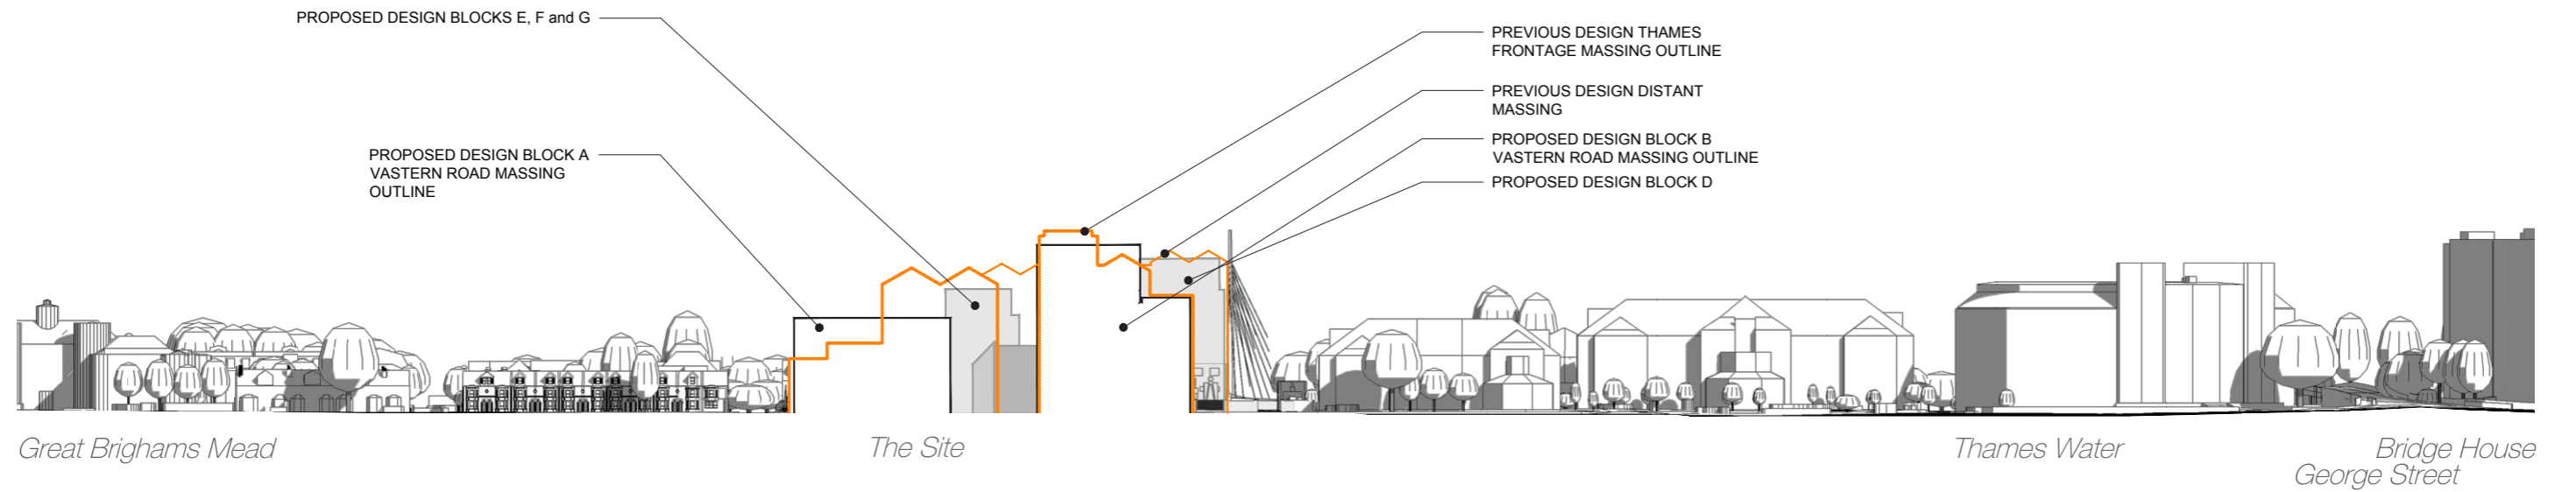 PROPOSED DESIGN BLOCKS E, F and G
PROPOSED DESIGN BLOCK A
VASTERN ROAD MASSING
OUTLINE
PREVIOUS DESIGN THAMES
FRONTAGE MASSING OUTLINE
PREVIOUS DESIGN DISTANT
MASSING
PROPOSED DESIGN BLOCK B
VASTERN ROAD MASSING OUTLINE
PROPOSED DESIGN BLOCK D
Great Brighams Mead
The Site
Thames Water
Bridge House
George Street